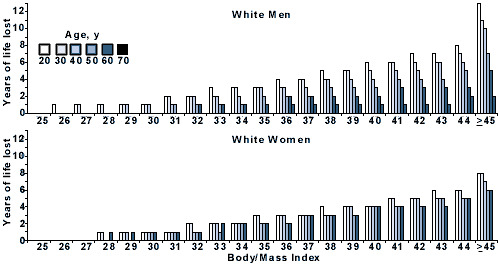 White Men
Age, y
20 30 40 50 60 70
Years of life lost
12
10
8
6
4
2
0
25 26 27 28 29 30 31 32 33 34 35 36 37 38 39 40 41 42 43 44 ≥45
White Women
Years of life lost
12
10
8
6
4
2
0
25 26 27 28 29 30 31 32 33 34 35 36 37 38 39 40 41 42 43 44 ≥45
Body/Mass Index